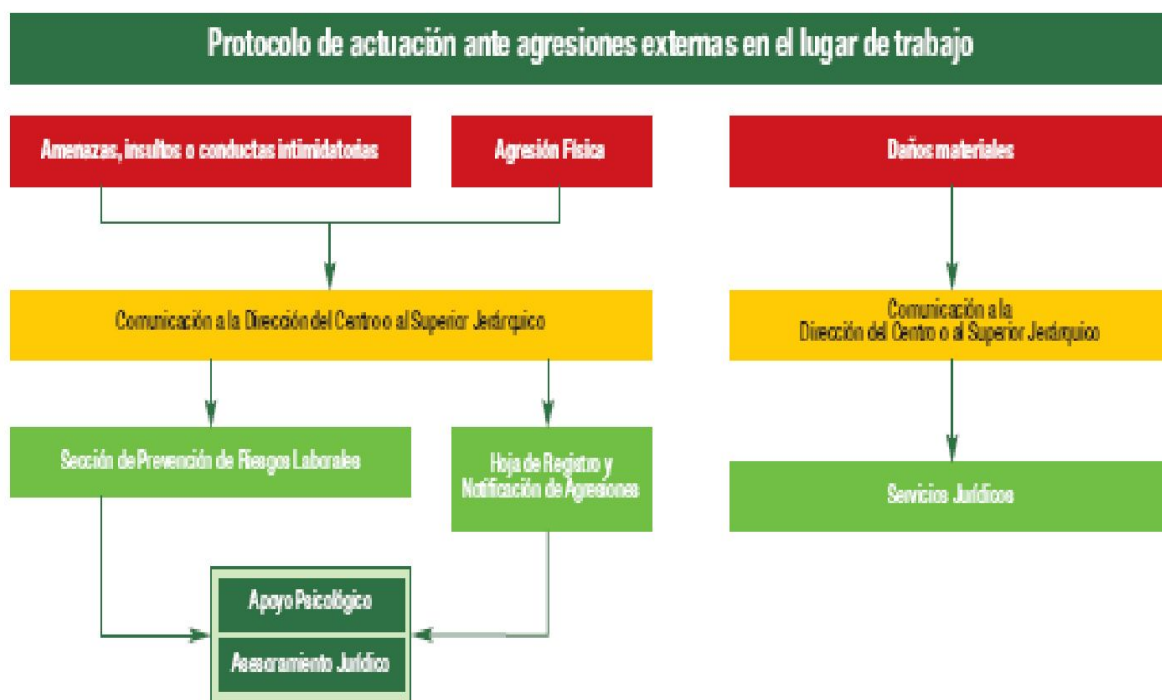 Protocolo de actuación ante agresiones externas en el lugar de trabajo
Amenazas, insultos o conductas intimidatorias
Agresión Física
Daños materiales
Comunicación a la Dirección del Centro o al Superior Jerárquico
Comunicación a la
Dirección del Centro o al Superior Jerárquico
Sección de Prevención de Riesgos Laborales
Hoja de Registro y
Notificación de Agresiones
Servicios Jurídicos
Apoyo Psicológico
Asesoramiento Jurídico